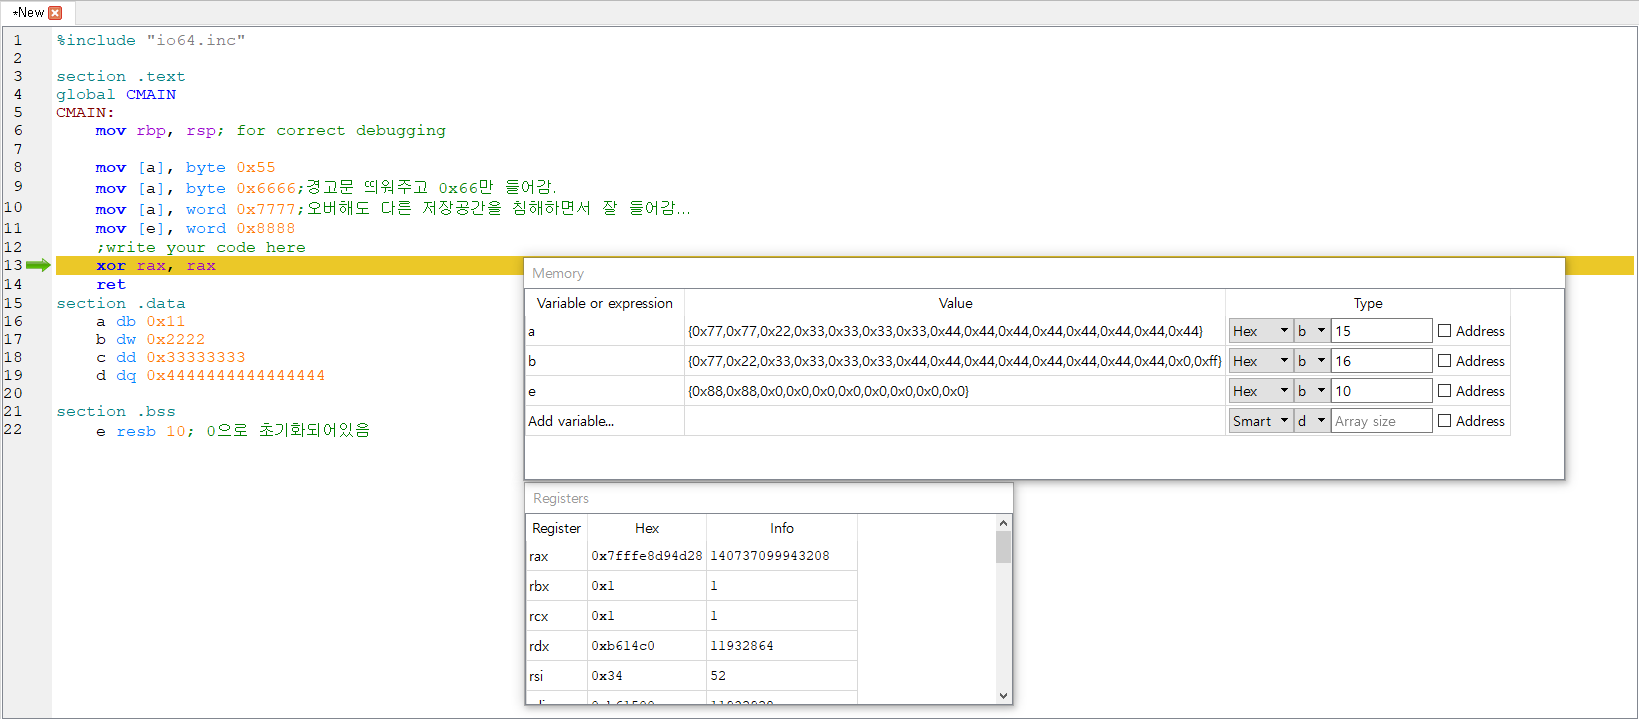 *New
1 %include "io64.inc"
2
3 section .text
4 global CMAIN
5 CMAIN:
6 mov rbp, rsp; for correct debugging
7
8 mov [a], byte 0x55
9 mov [a], byte 0x6666;경고문 띄워주고 0x66만 들어감.
10 mov [a], word 0x7777;오버해도 다른 저장공간을 침해하면서 잘 들어감...
11 mov [e], word 0x8888
12 ;write your code here
13 xor rax, rax
14 ret
15 section .data
16 a db 0x11
17 b dw 0x2222
18 c dd 0x33333333
19 d dq 0x4444444444444444
20
21 section .bss
22 e resb 10; 0으로 초기화되어있음
Memory
Variable or expression Value Type
a {0x77,0x77,0x22,0x33,0x33,0x33,0x33,0x44,0x44,0x44,0x44,0x44,0x44,0x44,0x44} Hex b 15 Address
b {0x77,0x22,0x33,0x33,0x33,0x33,0x44,0x44,0x44,0x44,0x44,0x44,0x44,0x44,0x0,0xff} Hex b 16 Address
e {0x88,0x88,0x0,0x0,0x0,0x0,0x0,0x0,0x0,0x0} Hex b 10 Address
Add variable... Smart d Array size Address
Registers
Register Hex Info
rax 0x7fffe8d94d28 140737099943208
rbx 0x1 1
rcx 0x1 1
rdx 0xb614c0 11932864
rsi 0x34 52